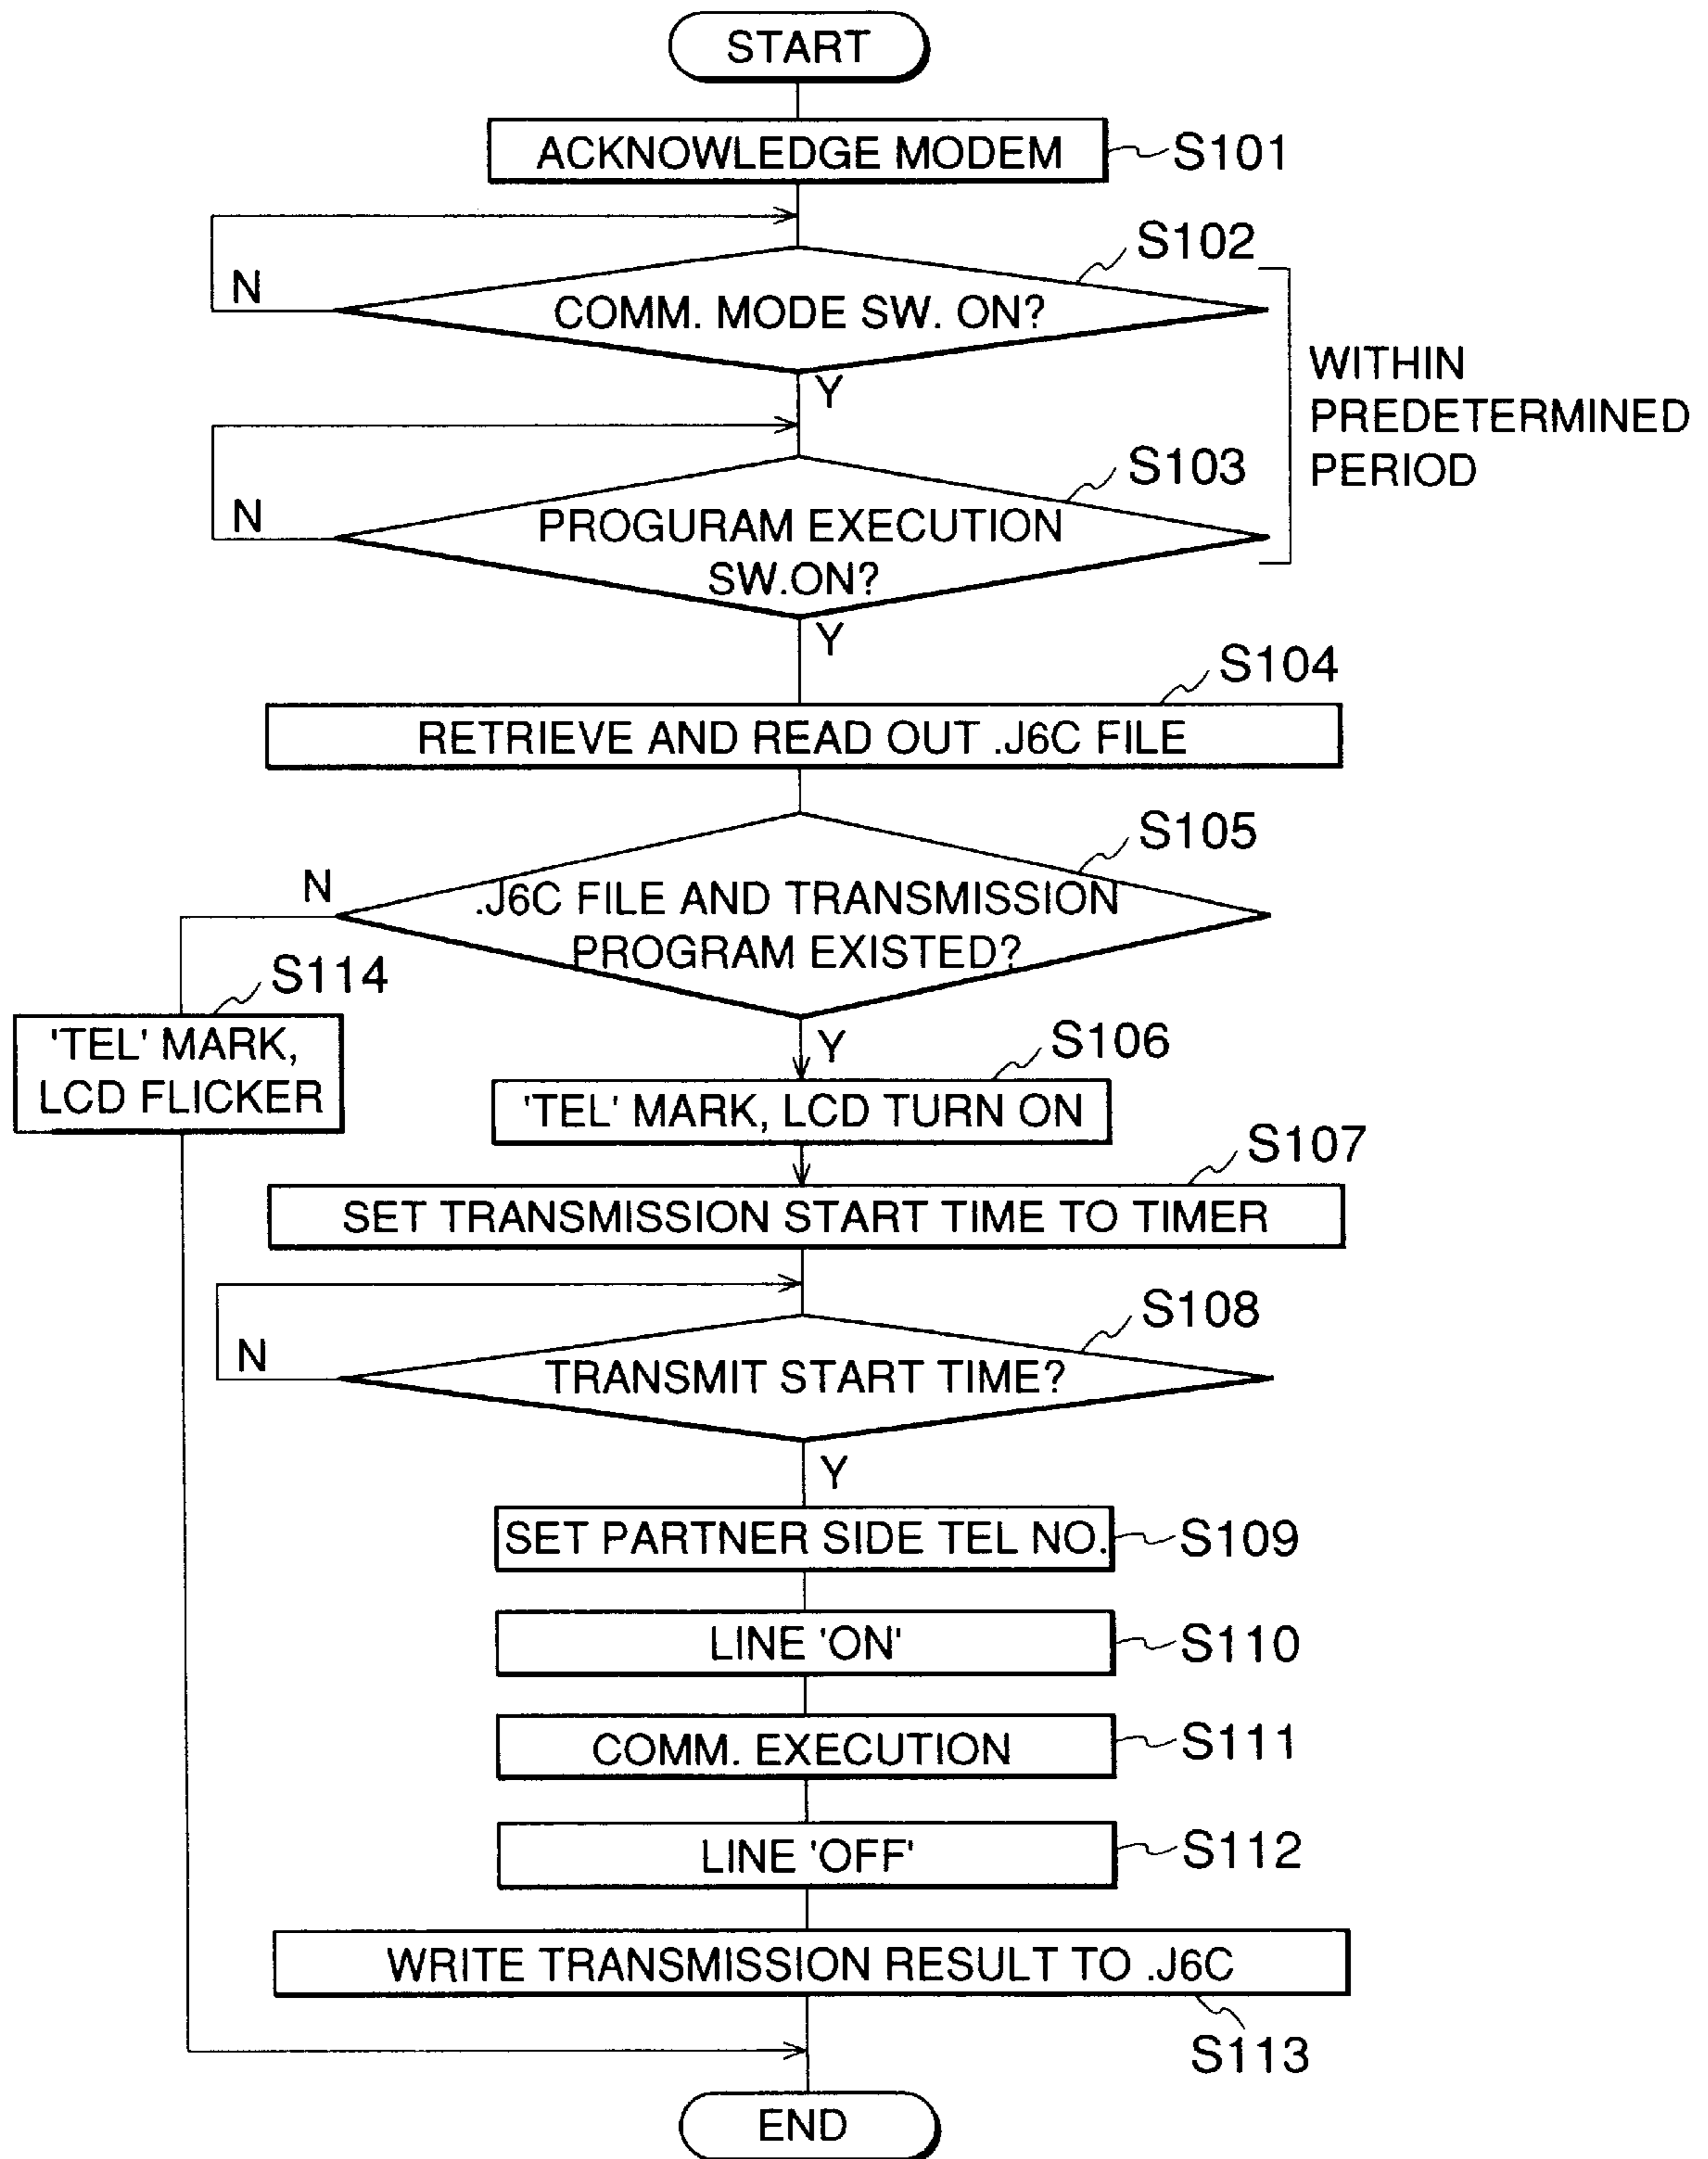 START
ACKNOWLEDGE MODEM
S101
S102
N
COMM. MODE SW. ON?
WITHIN
PREDETERMINED
PERIOD
Y
S103
N
PROGURAM EXECUTION
SW.ON?
Y
S104
RETRIEVE AND READ OUT .J6C FILE
S105
N
.J6C FILE AND TRANSMISSION
PROGRAM EXISTED?
S114
'TEL' MARK,
LCD FLICKER
Y
S106
'TEL' MARK, LCD TURN ON
S107
SET TRANSMISSION START TIME TO TIMER
S108
N
TRANSMIT START TIME?
Y
SET PARTNER SIDE TEL NO.
S109
LINE 'ON'
S110
COMM. EXECUTION
S111
LINE 'OFF'
S112
WRITE TRANSMISSION RESULT TO .J6C
S113
END